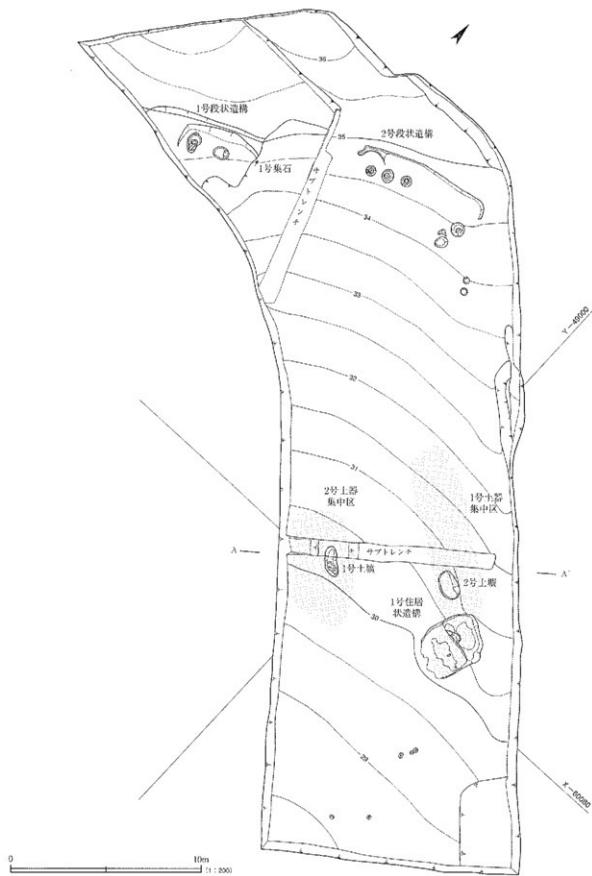 36
1号段状遺構
35
2号段状遺構
1号集石
サブトレンチ
34
33
Y-49000
32
31
2号土器
集中区
1号土器
集中区
A
サブトレンチ
A'
1号土壙
2号土壙
1号住居
状遺構
30
29
X-80080
0
10m
(1:200)